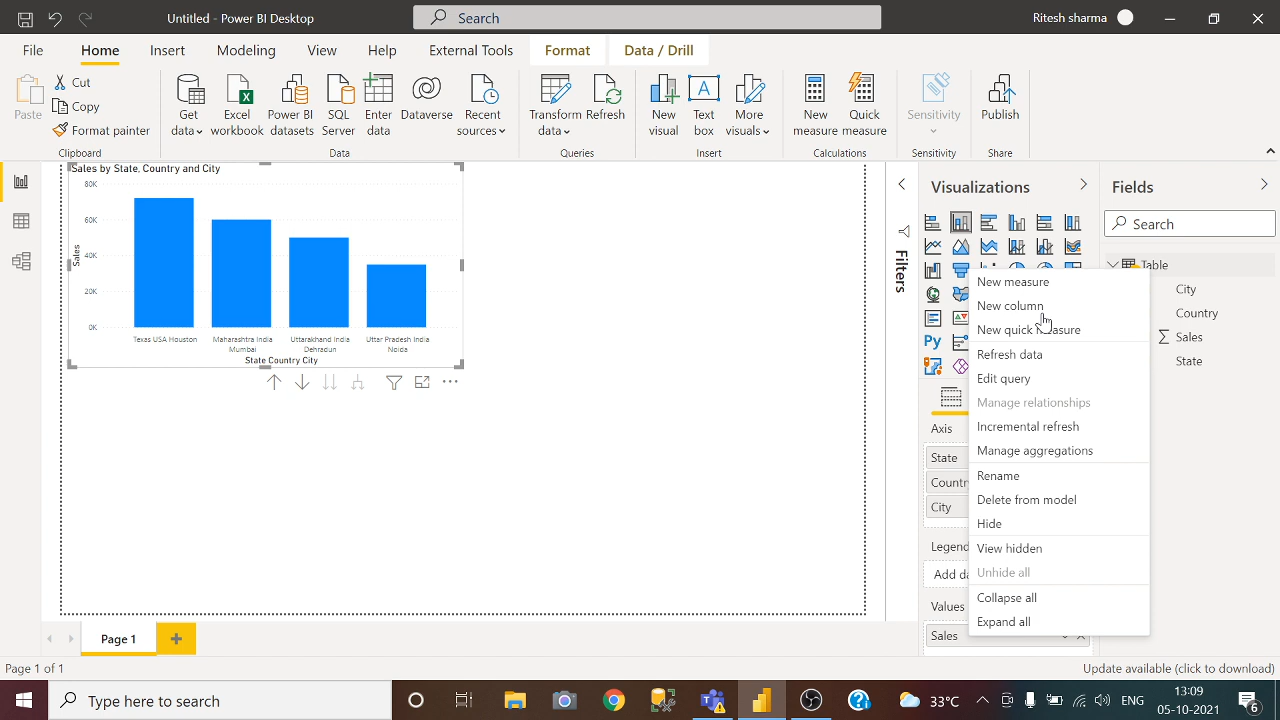 Untitled - Power BI Desktop
Search
Ritesh sharma
File Home Insert Modeling View Help External Tools Format Data / Drill
Paste
Cut
Copy
Format painter
Clipboard
Get data
Excel workbook
Power BI datasets
SQL Server
Enter data
Dataverse
Recent sources
Data
Transform data
Refresh
Queries
New visual
Text box
More visuals
Insert
New measure
Quick measure
Calculations
Sensitivity
Sensitivity
Publish
Share
Sales by State, Country and City
80K
60K
40K
20K
0K
Sales
Texas USA Houston
Maharashtra India Mumbai
Uttarakhand India Dehradun
Uttar Pradesh India Noida
State Country City
Filters
Visualizations
Py
Axis
State
City
Values
Sales
New measure
New column
New quick measure
Refresh data
Edit query
Manage relationships
Incremental refresh
Manage aggregations
Rename
Delete from model
Hide
View hidden
Unhide all
Collapse all
Expand all
Fields
Search
Table
City
Country
Σ Sales
State
Page 1
Page 1 of 1
Update available (click to download)
Type here to search
33°C
ENG
13:09
05-10-2021
6